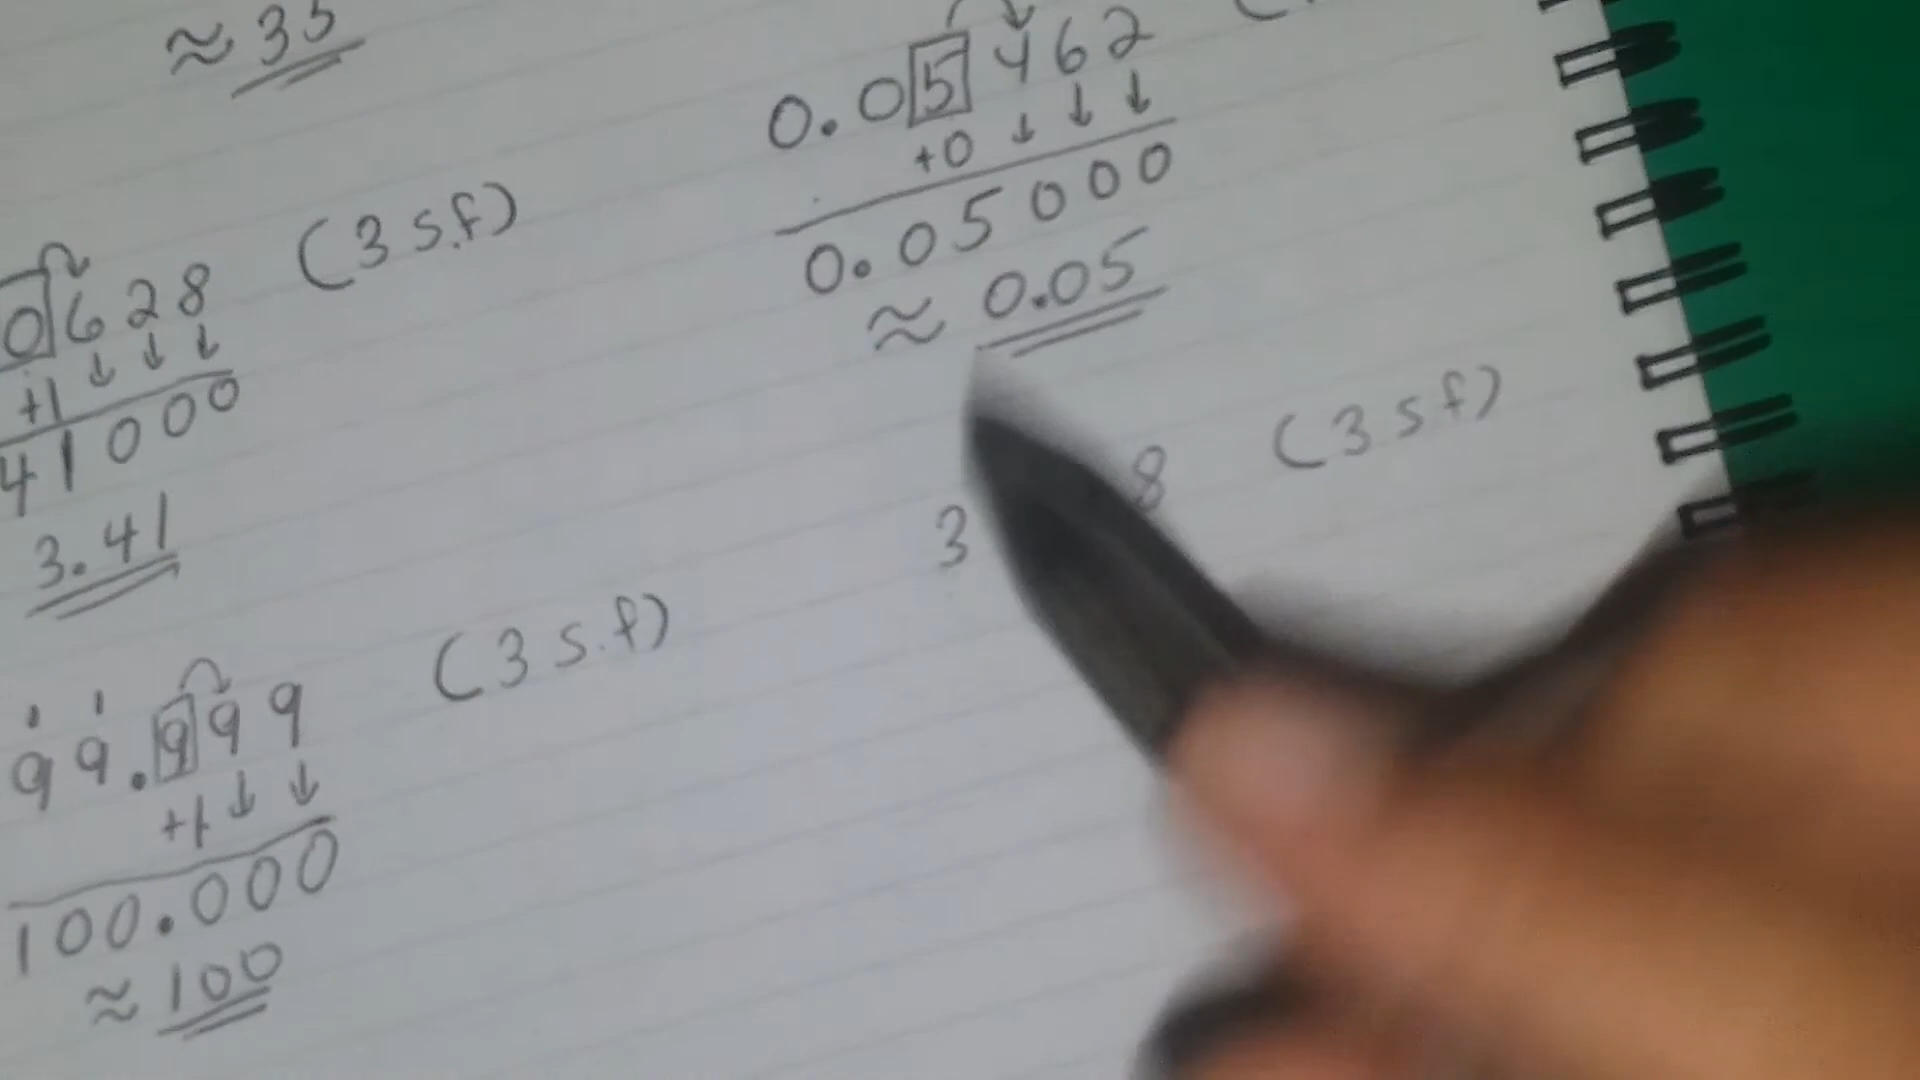 ≈ 35
0628 (3 s.f)
+1 ↓ ↓ ↓
41000
3.41
99.999 (3 s.f)
+1 ↓ ↓
100.000
≈ 100
0.05462
+0 ↓ ↓ ↓
0.05000
≈ 0.05
3 8 (3 s f)